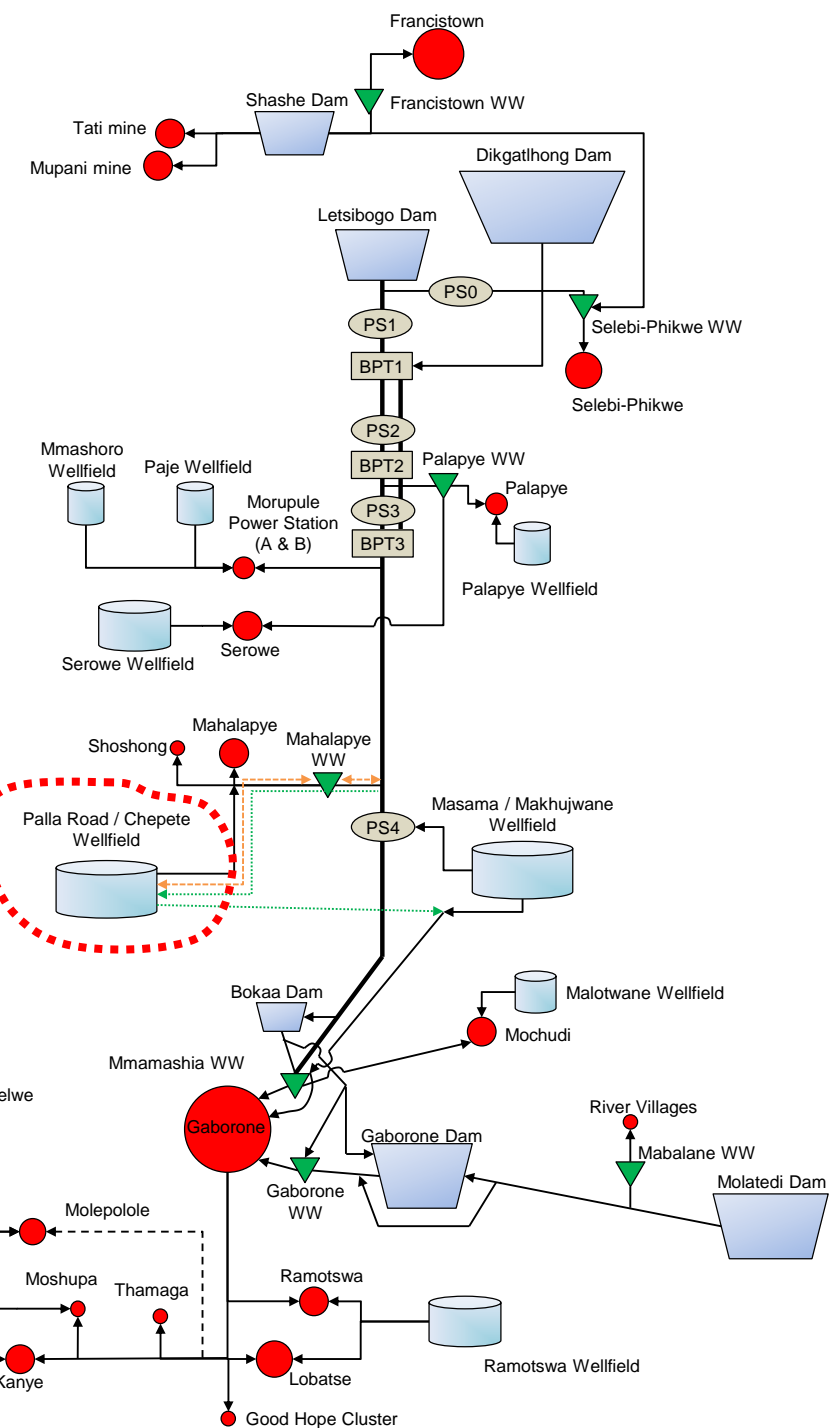 Francistown
Shashe Dam
Francistown WW
Tati mine
Mupani mine
Dikgatlhong Dam
Letsibogo Dam
PS0
PS1
Selebi-Phikwe WW
BPT1
Selebi-Phikwe
PS2
Mmashoro
Wellfield
Paje Wellfield
BPT2
Palapye WW
Palapye
Morupule
Power Station
(A & B)
PS3
BPT3
Palapye Wellfield
Serowe
Serowe Wellfield
Mahalapye
Shoshong
Mahalapye
WW
Palla Road / Chepete
Wellfield
PS4
Masama / Makhujwane
Wellfield
Bokaa Dam
Malotwane Wellfield
Mochudi
Mmamashia WW
elwe
River Villages
Gaborone
Gaborone Dam
Mabalane WW
Gaborone
WW
Molatedi Dam
Molepolole
Moshupa
Thamaga
Ramotswa
Ramotswa Wellfield
Kanye
Lobatse
Good Hope Cluster